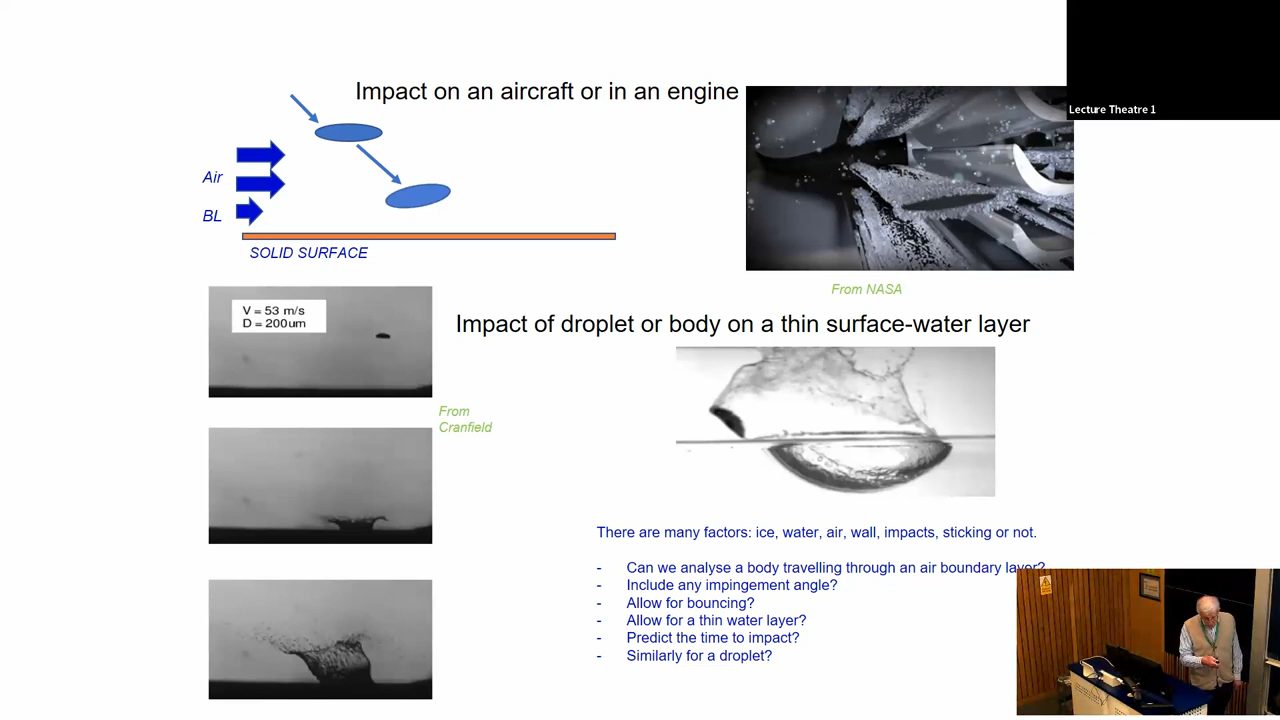 Lecture Theatre 1
Impact on an aircraft or in an engine
Air
BL
SOLID SURFACE
From NASA
V = 53 m/s
D = 200um
Impact of droplet or body on a thin surface-water layer
From
Cranfield
There are many factors: ice, water, air, wall, impacts, sticking or not.
- Can we analyse a body travelling through an air boundary layer?
- Include any impingement angle?
- Allow for bouncing?
- Allow for a thin water layer?
- Predict the time to impact?
- Similarly for a droplet?